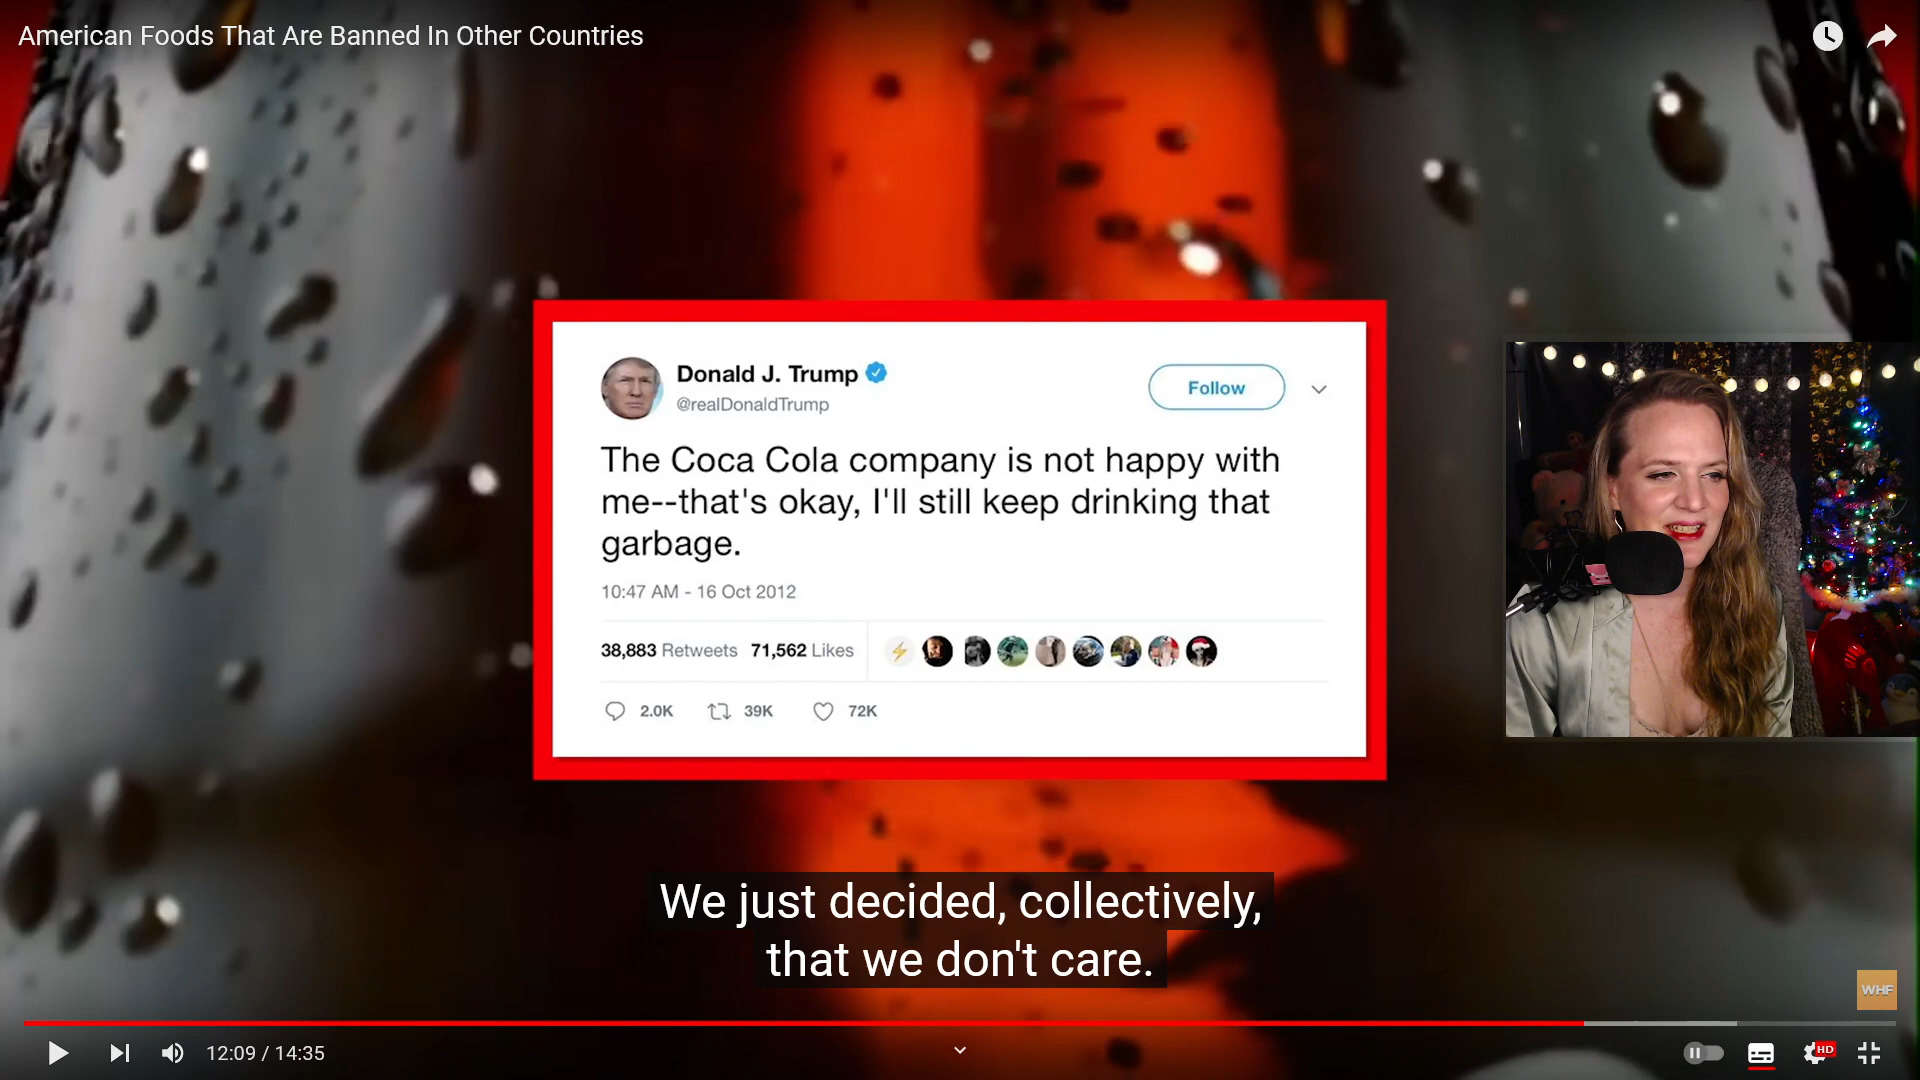 American Foods That Are Banned In Other Countries
Donald J. Trump
@realDonaldTrump
Follow
The Coca Cola company is not happy with
me--that's okay, I'll still keep drinking that
garbage.
10:47 AM - 16 Oct 2012
38,883 Retweets 71,562 Likes
2.0K 39K 72K
We just decided, collectively,
that we don't care.
WHF
12:09 / 14:35
HD